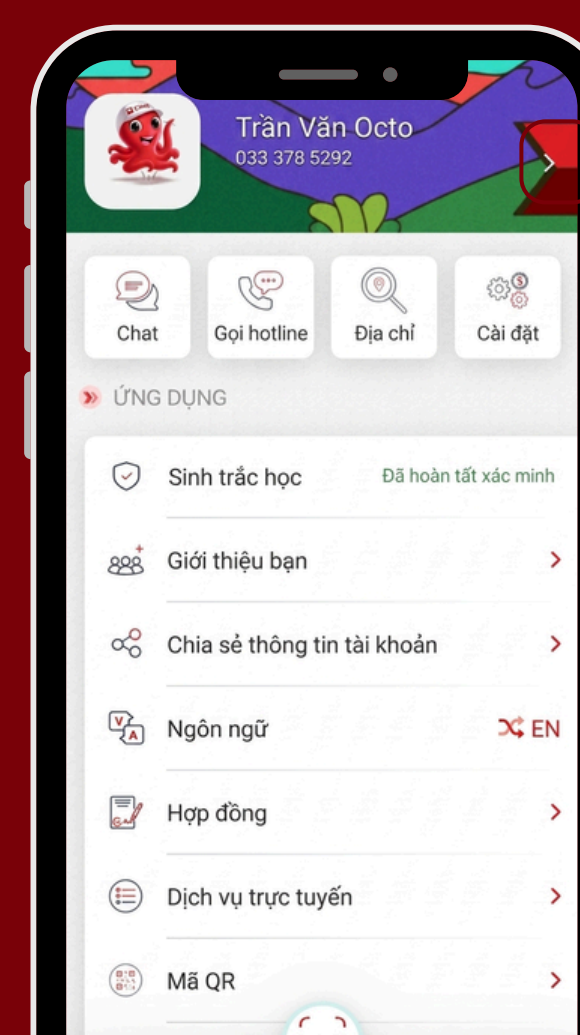 Trần Văn Octo
033 378 5292
Chat
Gọi hotline
Địa chỉ
Cài đặt
ỨNG DỤNG
Sinh trắc học
Đã hoàn tất xác minh
Giới thiệu bạn
Chia sẻ thông tin tài khoản
Ngôn ngữ
EN
Hợp đồng
Dịch vụ trực tuyến
Mã QR